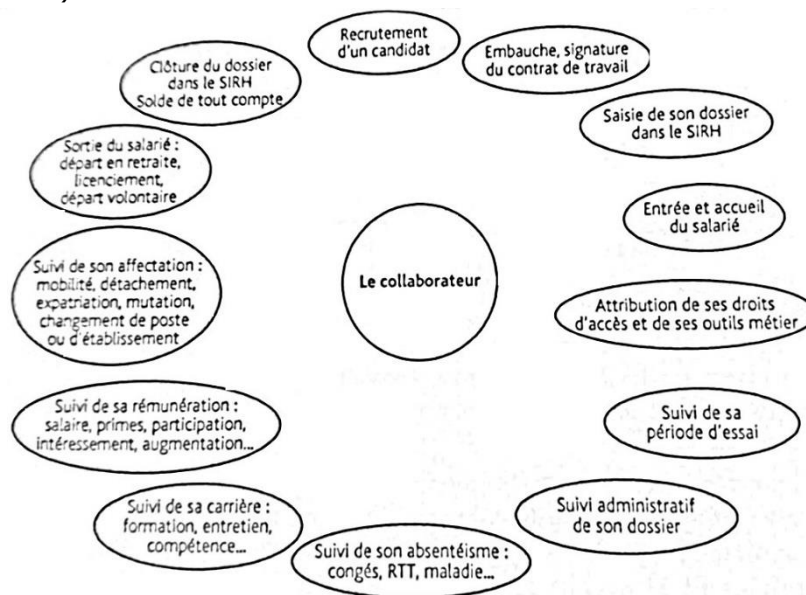 Recrutement
d'un candidat
Embauche, signature
du contrat de travail
Saisie de son dossier
dans le SIRH
Entrée et accueil
du salarié
Attribution de ses droits
d'accès et de ses outils métier
Suivi de sa
période d'essai
Suivi administratif
de son dossier
Suivi de son absentéisme :
congés, RTT, maladie...
Suivi de sa carrière :
formation, entretien,
compétence...
Suivi de sa rémunération :
salaire, primes, participation,
intéressement, augmentation...
Suivi de son affectation :
mobilité, détachement,
expatriation, mutation,
changement de poste
ou d'établissement
Sortie du salarié :
départ en retraite,
licenciement,
départ volontaire
Clôture du dossier
dans le SIRH
Solde de tout compte
Le collaborateur